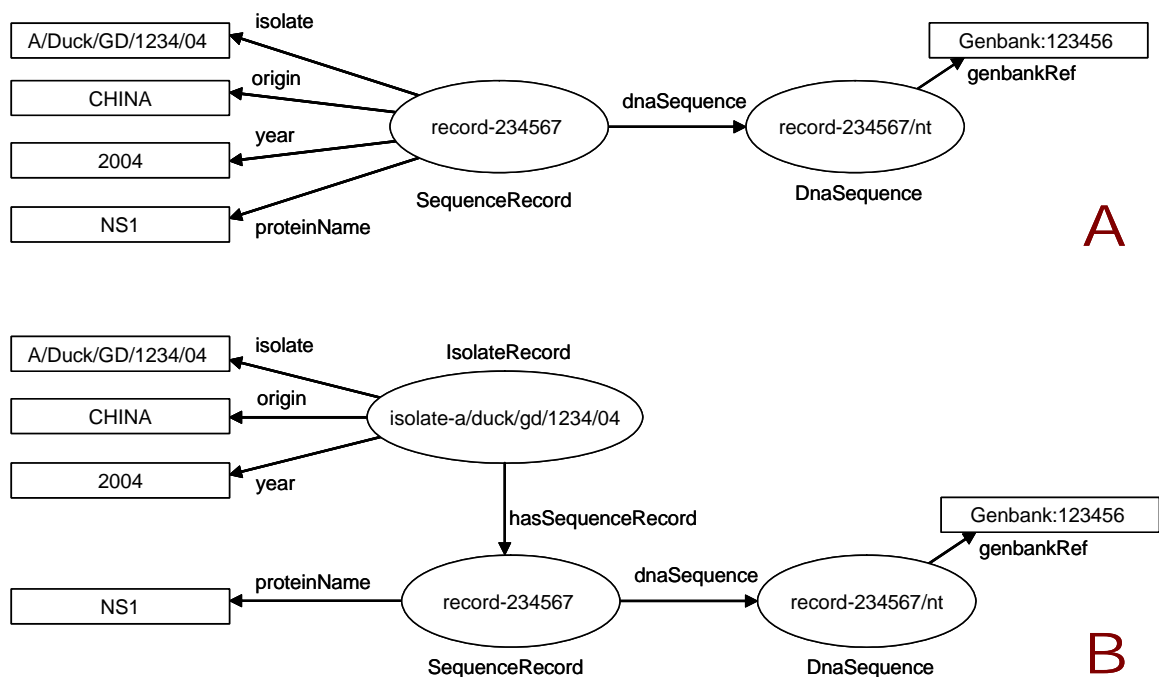 isolate
A/Duck/GD/1234/04
Genbank:123456
genbankRef
origin
CHINA
dnaSequence
record-234567
record-234567/nt
year
2004
SequenceRecord
DnaSequence
NS1
proteinName
A
A/Duck/GD/1234/04
isolate
IsolateRecord
origin
CHINA
isolate-a/duck/gd/1234/04
2004
year
hasSequenceRecord
Genbank:123456
genbankRef
proteinName
dnaSequence
NS1
record-234567
record-234567/nt
SequenceRecord
DnaSequence
B